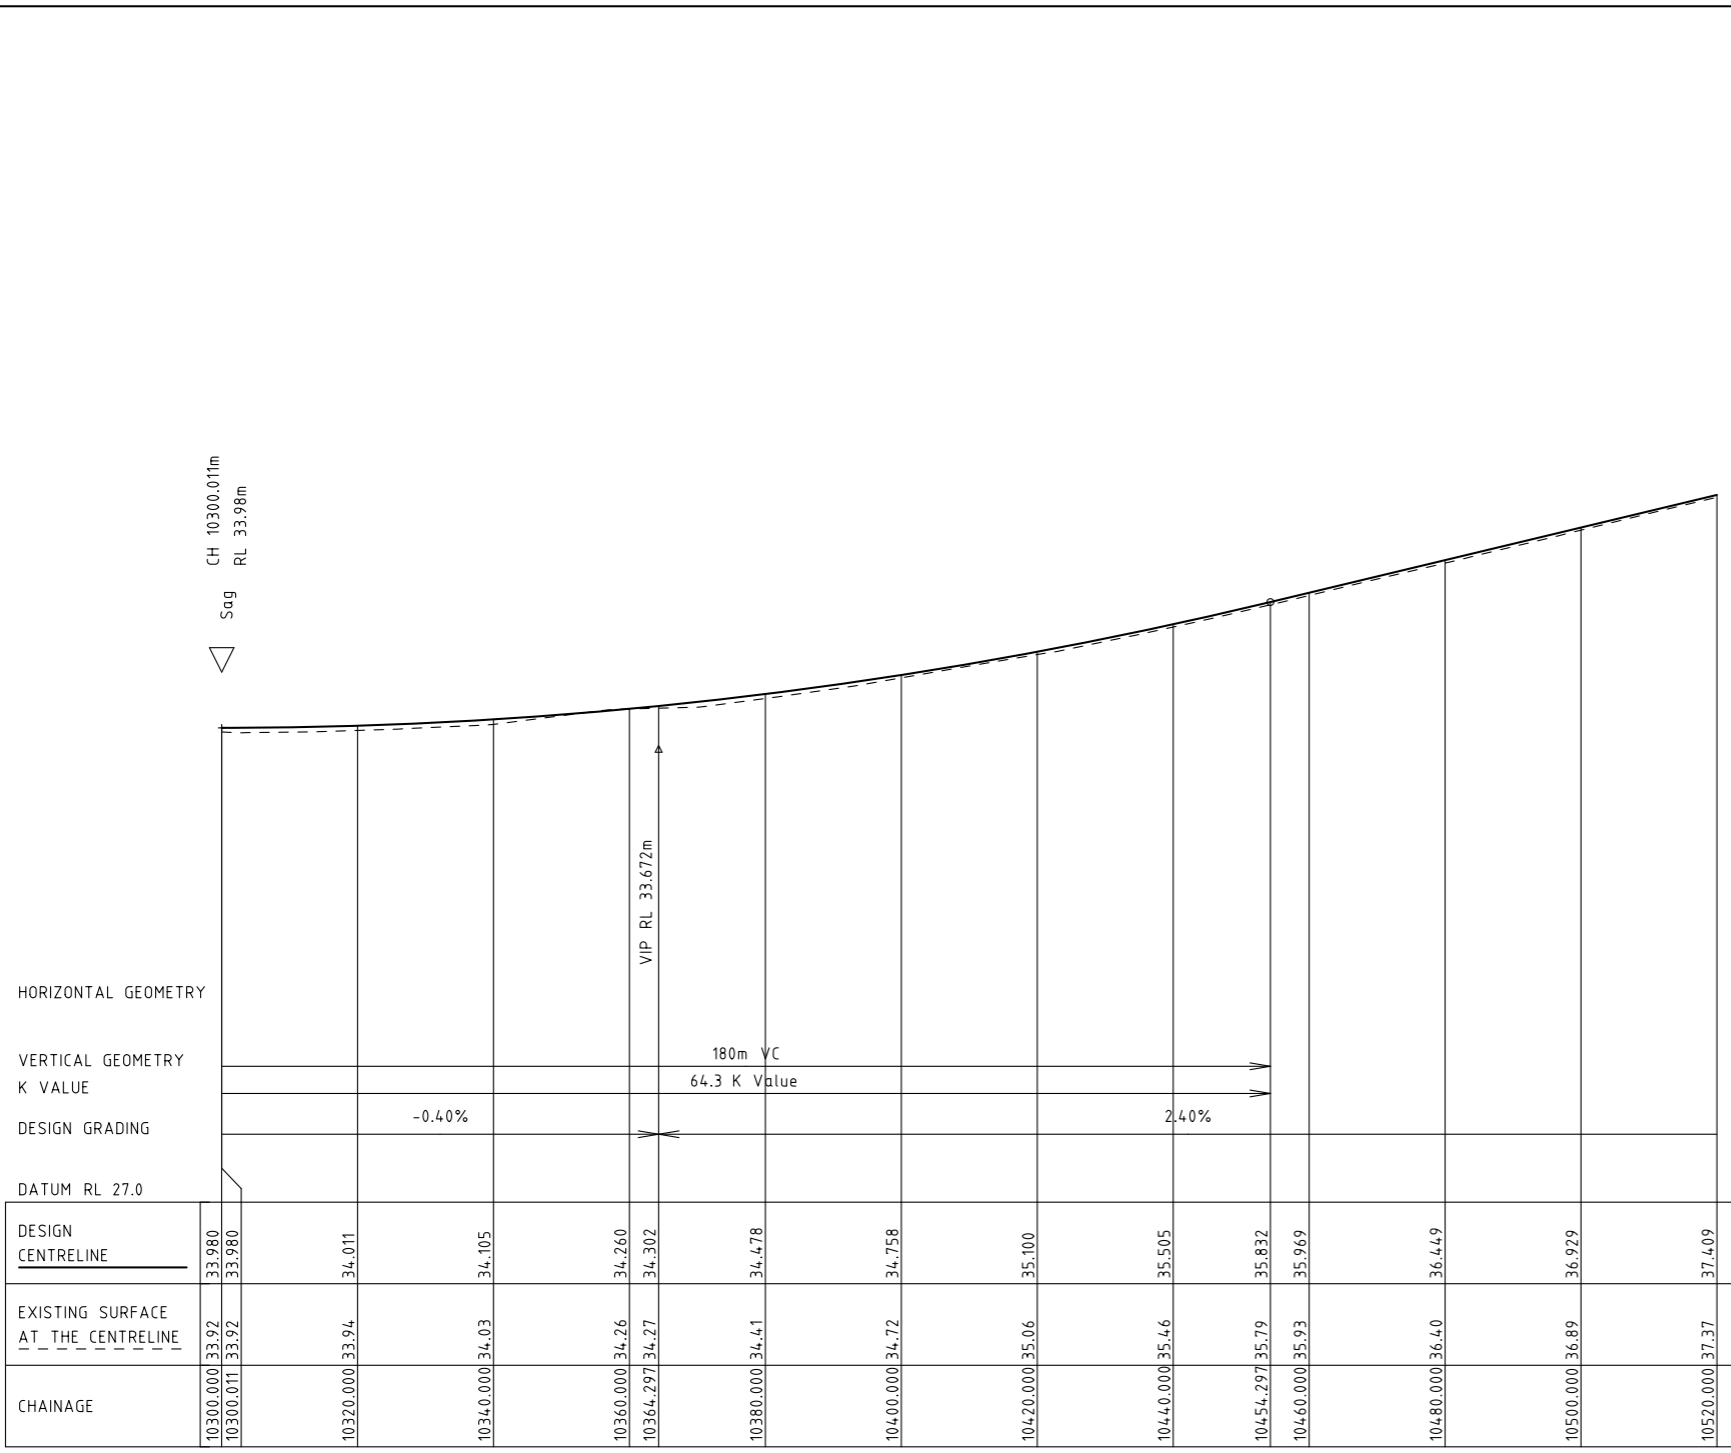 CH 10300.011m
RL 33.98m
Sag
VIP RL 33.672m
HORIZONTAL GEOMETRY
VERTICAL GEOMETRY
180m VC
K VALUE
64.3 K Value
DESIGN GRADING
-0.40%
2.40%
DATUM RL 27.0
DESIGN
CENTRELINE
33.980 33.980 34.011 34.105 34.260 34.302 34.478 34.758 35.100 35.505 35.832 35.969 36.449 36.929 37.409
EXISTING SURFACE
AT THE CENTRELINE
33.92 33.92 33.94 34.03 34.26 34.27 34.41 34.72 35.06 35.46 35.79 35.93 36.40 36.89 37.37
CHAINAGE
10300.000 10300.011 10320.000 10340.000 10360.000 10364.297 10380.000 10400.000 10420.000 10440.000 10454.297 10460.000 10480.000 10500.000 10520.000